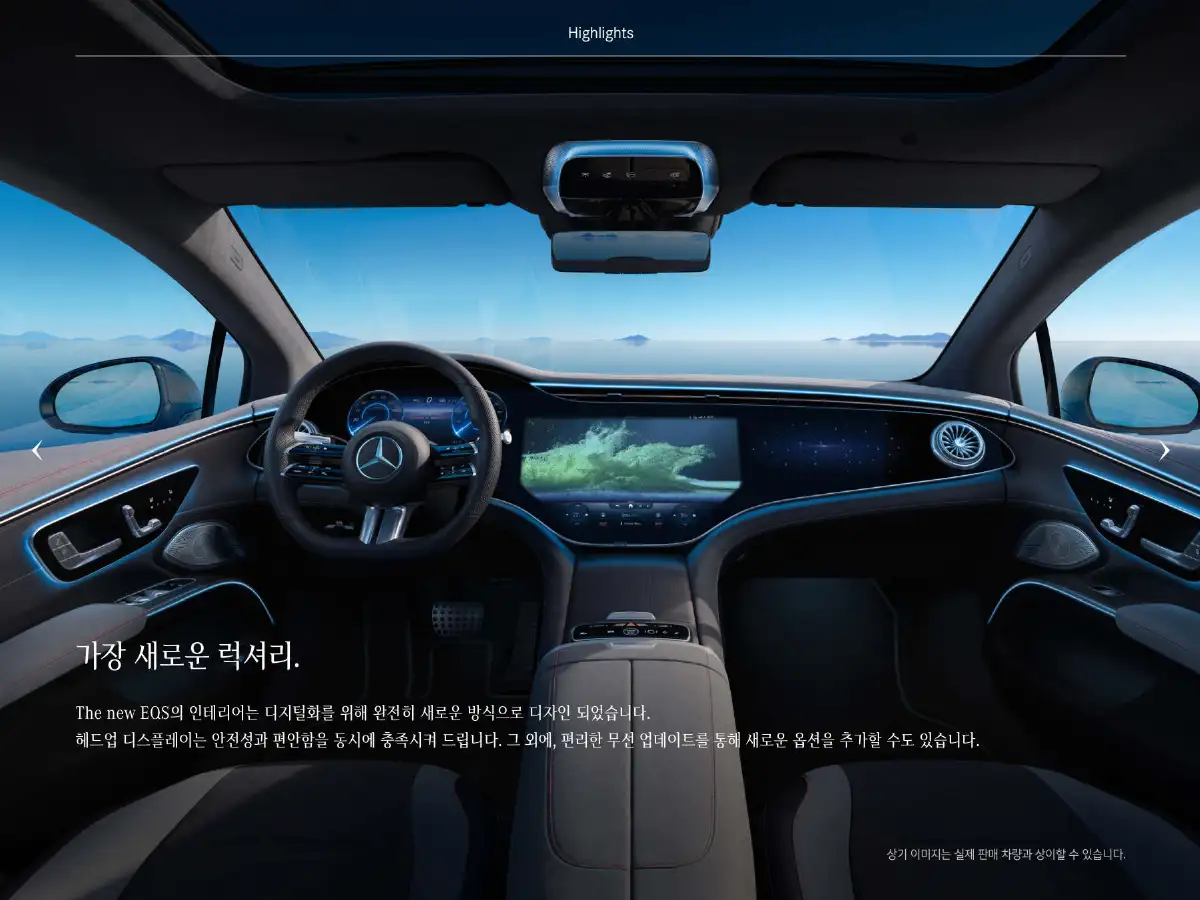 Highlights
가장 새로운 럭셔리.
The new EQS의 인테리어는 디지털화를 위해 완전히 새로운 방식으로 디자인 되었습니다.
헤드업 디스플레이는 안전성과 편안함을 동시에 충족시켜 드립니다. 그 외에, 편리한 무선 업데이트를 통해 새로운 옵션을 추가할 수도 있습니다.
상기 이미지는 실제 판매 차량과 상이할 수 있습니다.